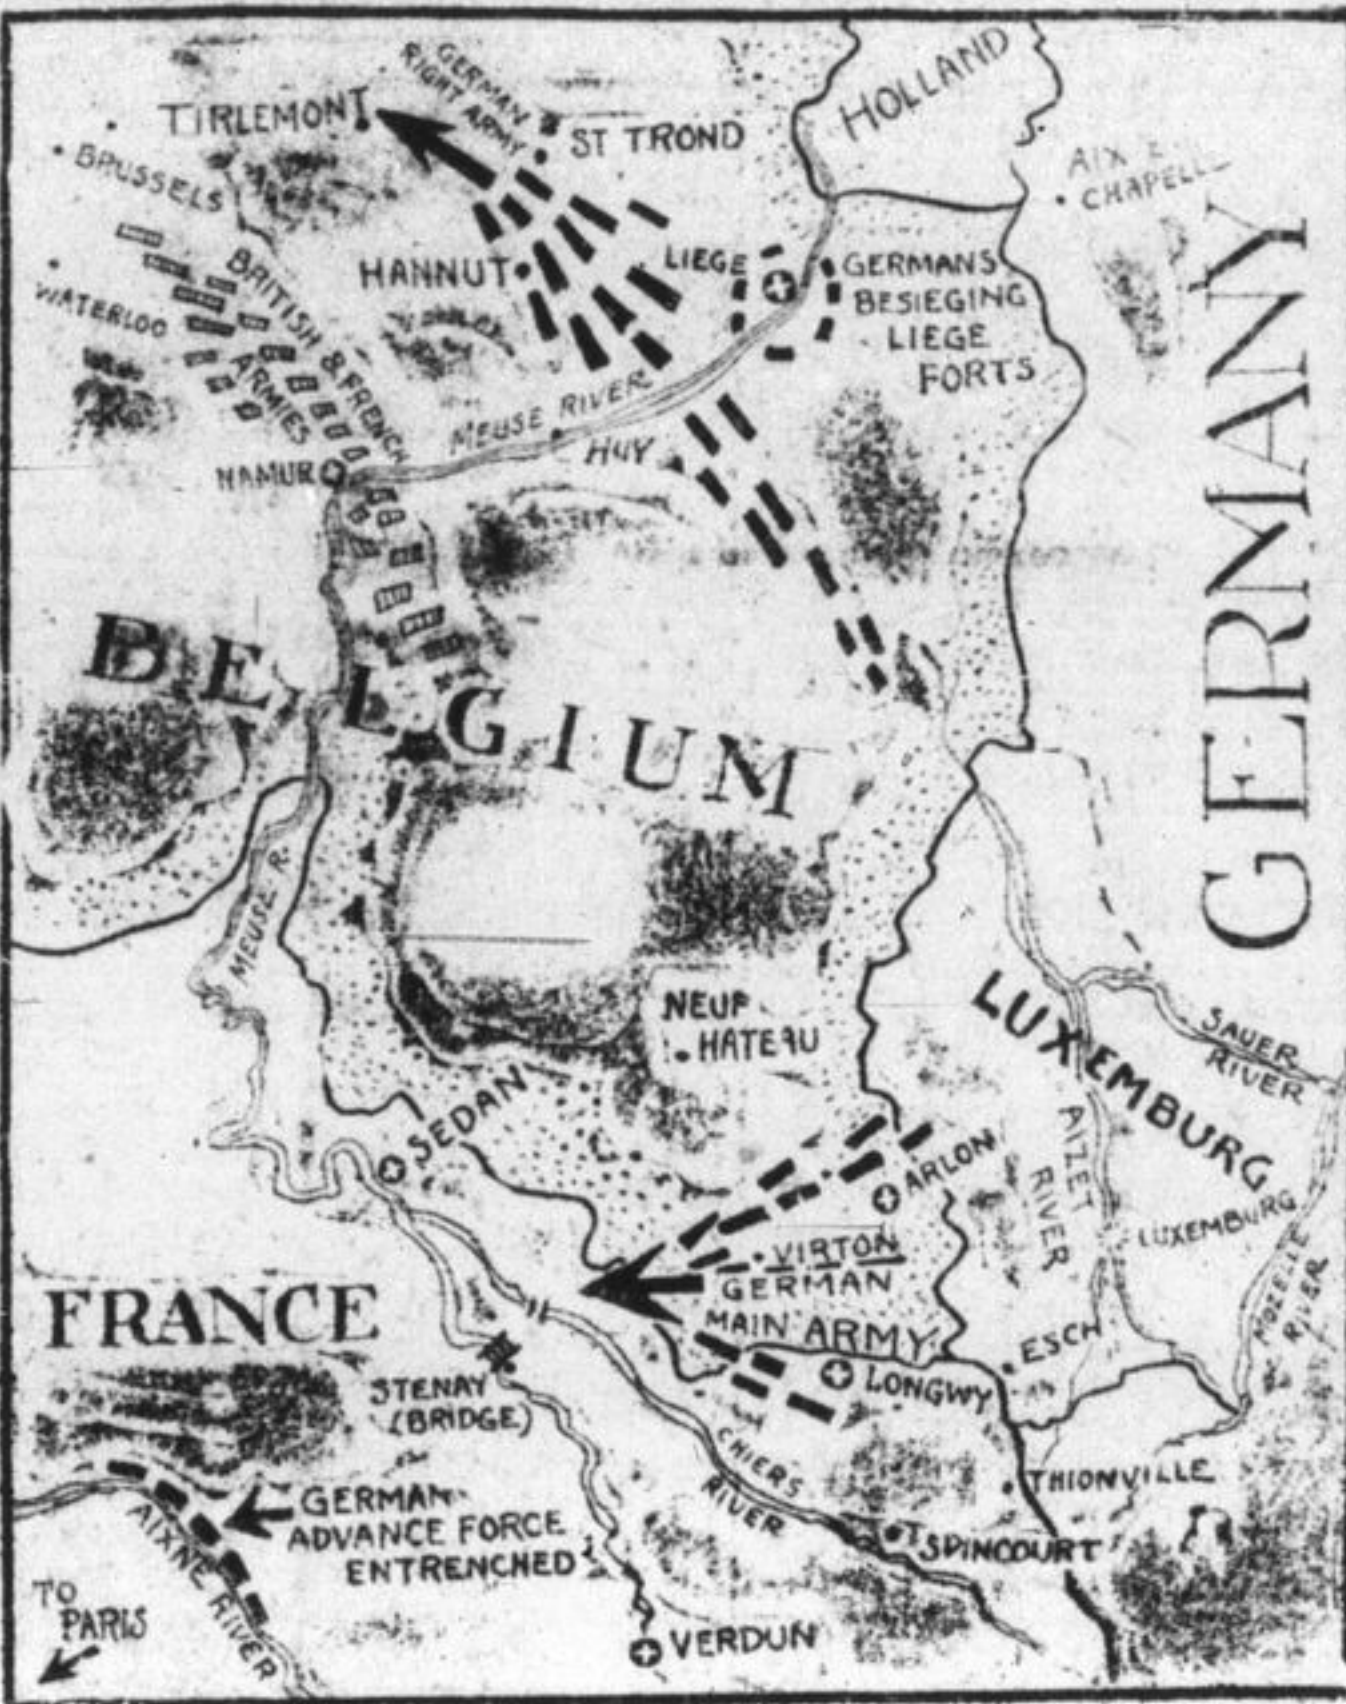 HOLLAND
GERMAN
RIGHT ARMY
TIRLEMONT
ST TROND
BRUSSELS
AIX
CHAPELLE
HANNUT
LIEGE
GERMANS
BESIEGING
LIEGE
FORTS
WATERLOO
BRITISH & FRENCH
ARMIES
MEUSE RIVER
HUY
NAMUR
GERMANY
BELGIUM
MEUSE R.
NEUF
HATEAU
LUXEMBURG
SAUER
RIVER
SEDAN
ARLON
AIZET
RIVER
LUXEMBURG
VIRTON
GERMAN
MAIN ARMY
MOZELLE
RIVER
FRANCE
ESCH
LONGWY
STENAY
(BRIDGE)
CHIERS
RIVER
THIONVILLE
GERMAN
ADVANCE FORCE
ENTRENCHED
SPINCOURT
AIXNE RIVER
TO
PARIS
VERDUN